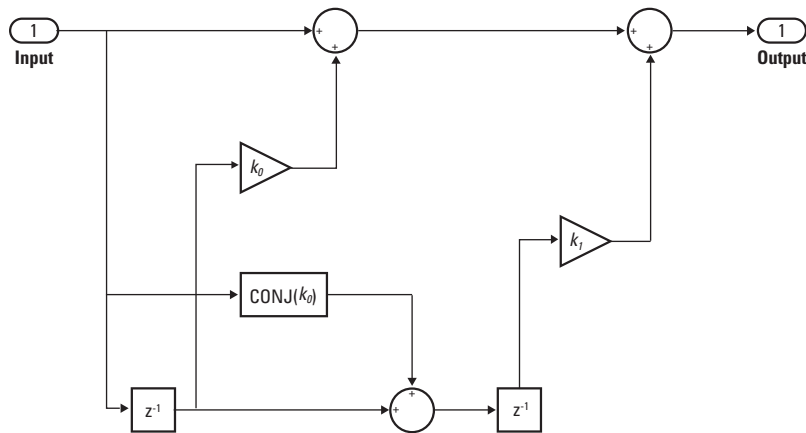 1
Input
+
+
+
+
1
Output
k₀
k₁
CONJ(k₀)
+
z⁻¹
+
z⁻¹